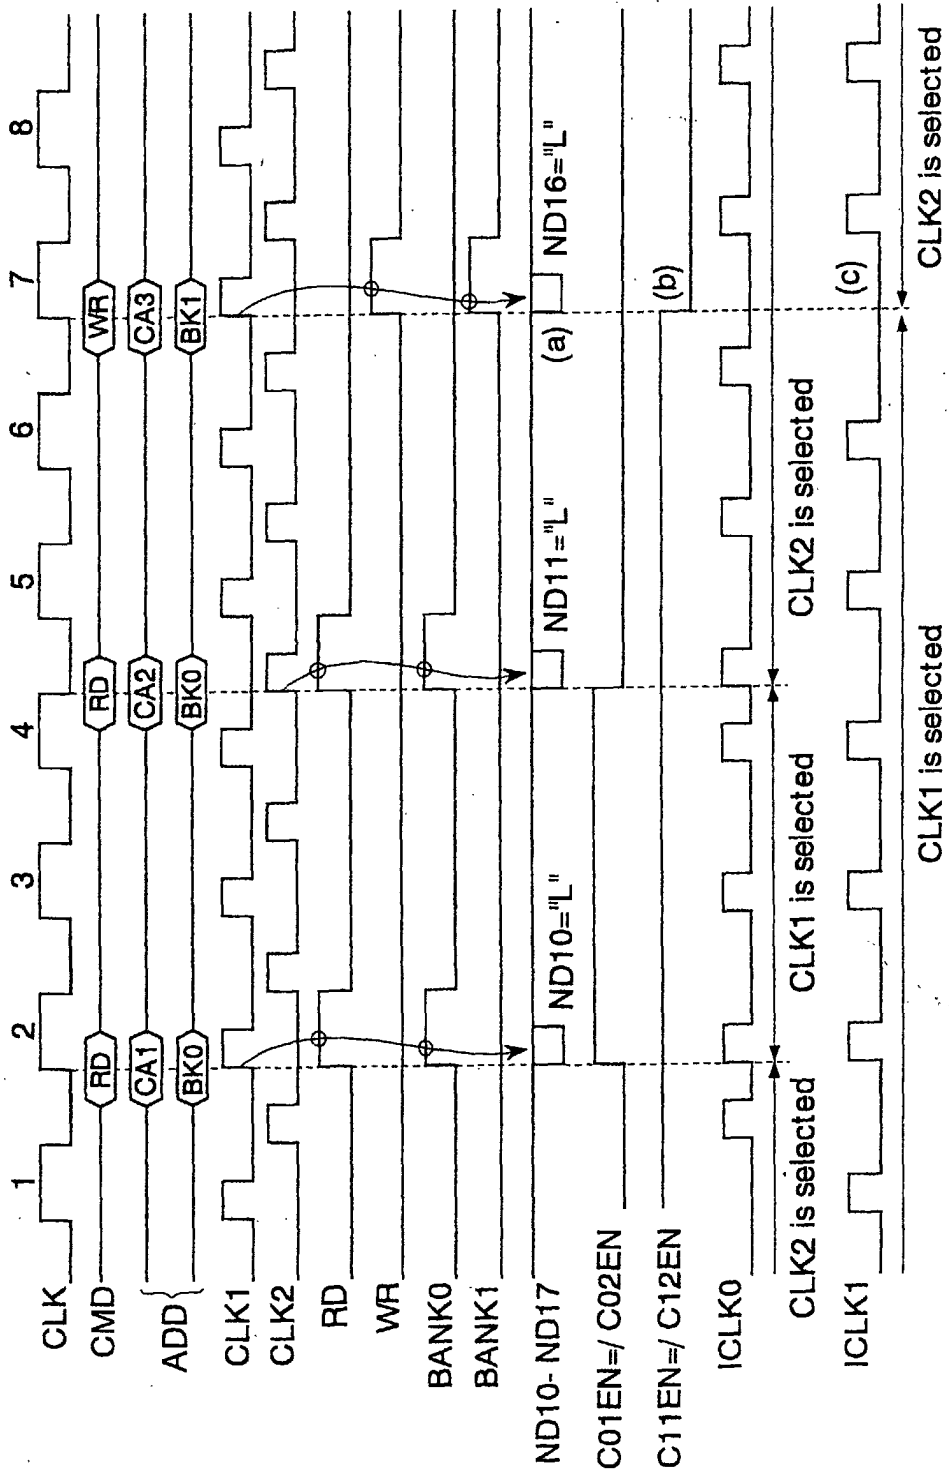 1 2 3 4 5 6 7 8
CLK
CMD RD RD WR
ADD CA1 CA2 CA3
BK0 BK0 BK1
CLK1
CLK2
RD
WR
BANK0
BANK1
ND10- ND17 ND10="L" ND11="L" (a) ND16="L"
C01EN=/ C02EN
C11EN=/ C12EN (b)
ICLK0
CLK2 is selected CLK1 is selected CLK2 is selected
ICLK1 (c)
CLK1 is selected CLK2 is selected